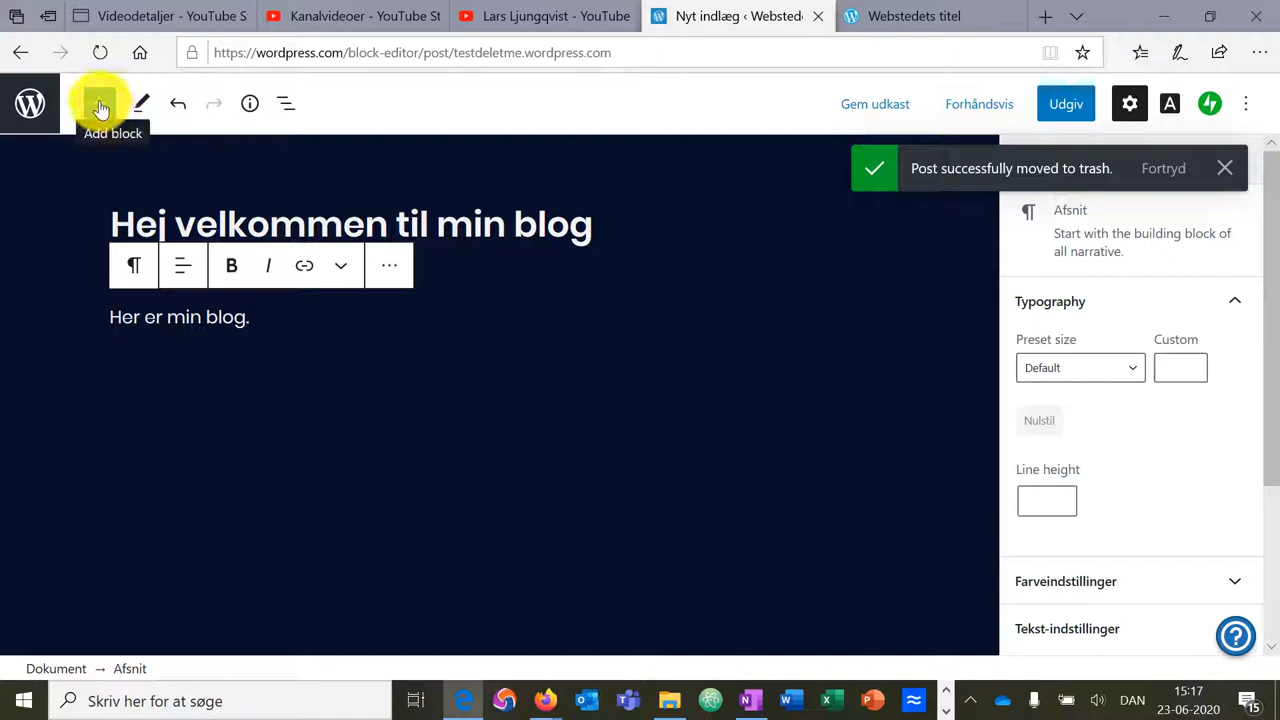 Videodetaljer - YouTube S
Kanalvideoer - YouTube St
Lars Ljungqvist - YouTube
Nyt indlæg ‹ Webstede
Webstedets titel
https://wordpress.com/block-editor/post/testdeletme.wordpress.com
Gem udkast
Forhåndsvis
Udgiv
Add block
Post successfully moved to trash.
Fortryd
Hej velkommen til min blog
B I
Her er min blog.
Afsnit
Start with the building block of
all narrative.
Typography
Preset size
Custom
Default
Nulstil
Line height
Farveindstillinger
Tekst-indstillinger
Dokument → Afsnit
Skriv her for at søge
DAN
15:17
23-06-2020
15